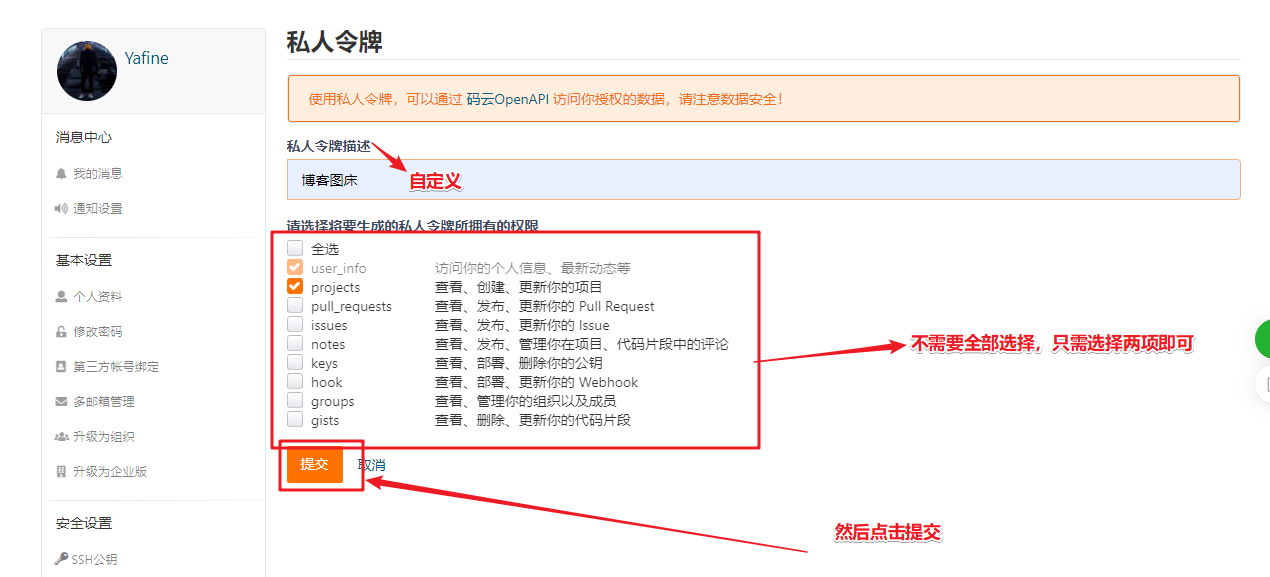 Yafine
消息中心
我的消息
通知设置
基本设置
个人资料
修改密码
第三方帐号绑定
多邮箱管理
升级为组织
升级为企业版
安全设置
SSH公钥
私人令牌
使用私人令牌，可以通过 码云OpenAPI 访问你授权的数据，请注意数据安全！
私人令牌描述
自定义
博客图床
请选择将要生成的私人令牌所拥有的权限
全选
user_info 访问你的个人信息、最新动态等
projects 查看、创建、更新你的项目
pull_requests 查看、发布、更新你的 Pull Request
issues 查看、发布、更新你的 Issue
notes 查看、发布、管理你在项目、代码片段中的评论
keys 查看、部署、删除你的公钥
hook 查看、部署、更新你的 Webhook
groups 查看、管理你的组织以及成员
gists 查看、删除、更新你的代码片段
不需要全部选择，只需选择两项即可
提交 取消
然后点击提交